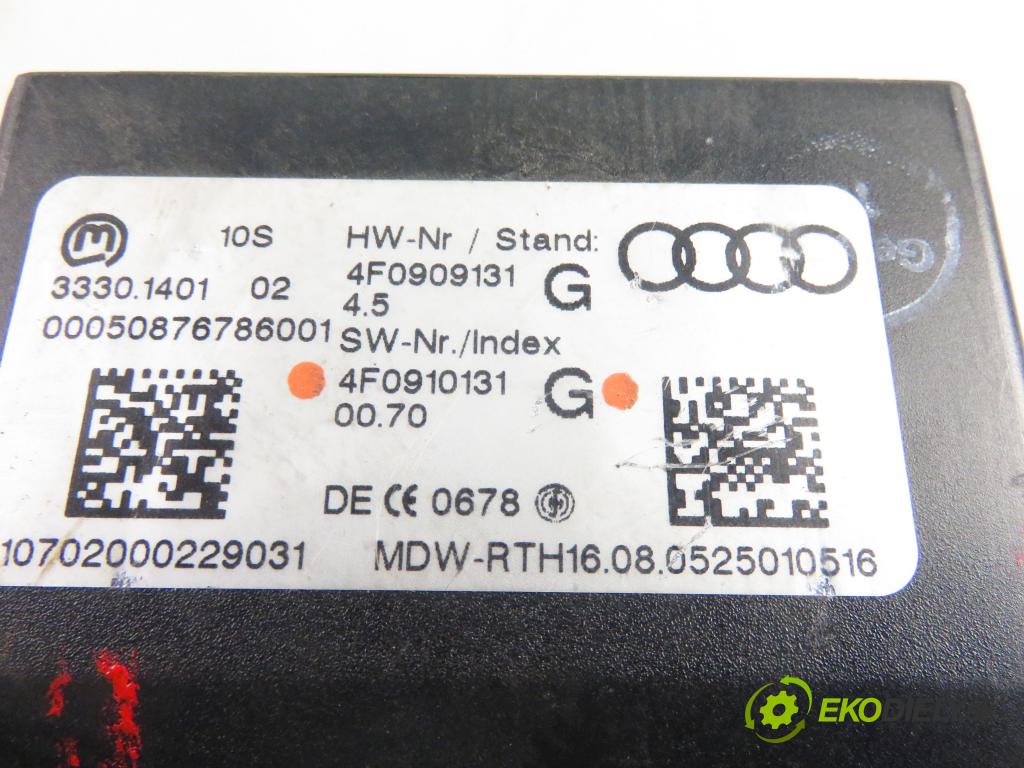 M 10S HW-Nr / Stand:
3330.1401 02 4F0909131 G
4.5
00050876786001 SW-Nr./Index
4F0910131 G
00.70
DE CE 0678
10702000229031 MDW-RTH16.08.0525010516
EKODIELY